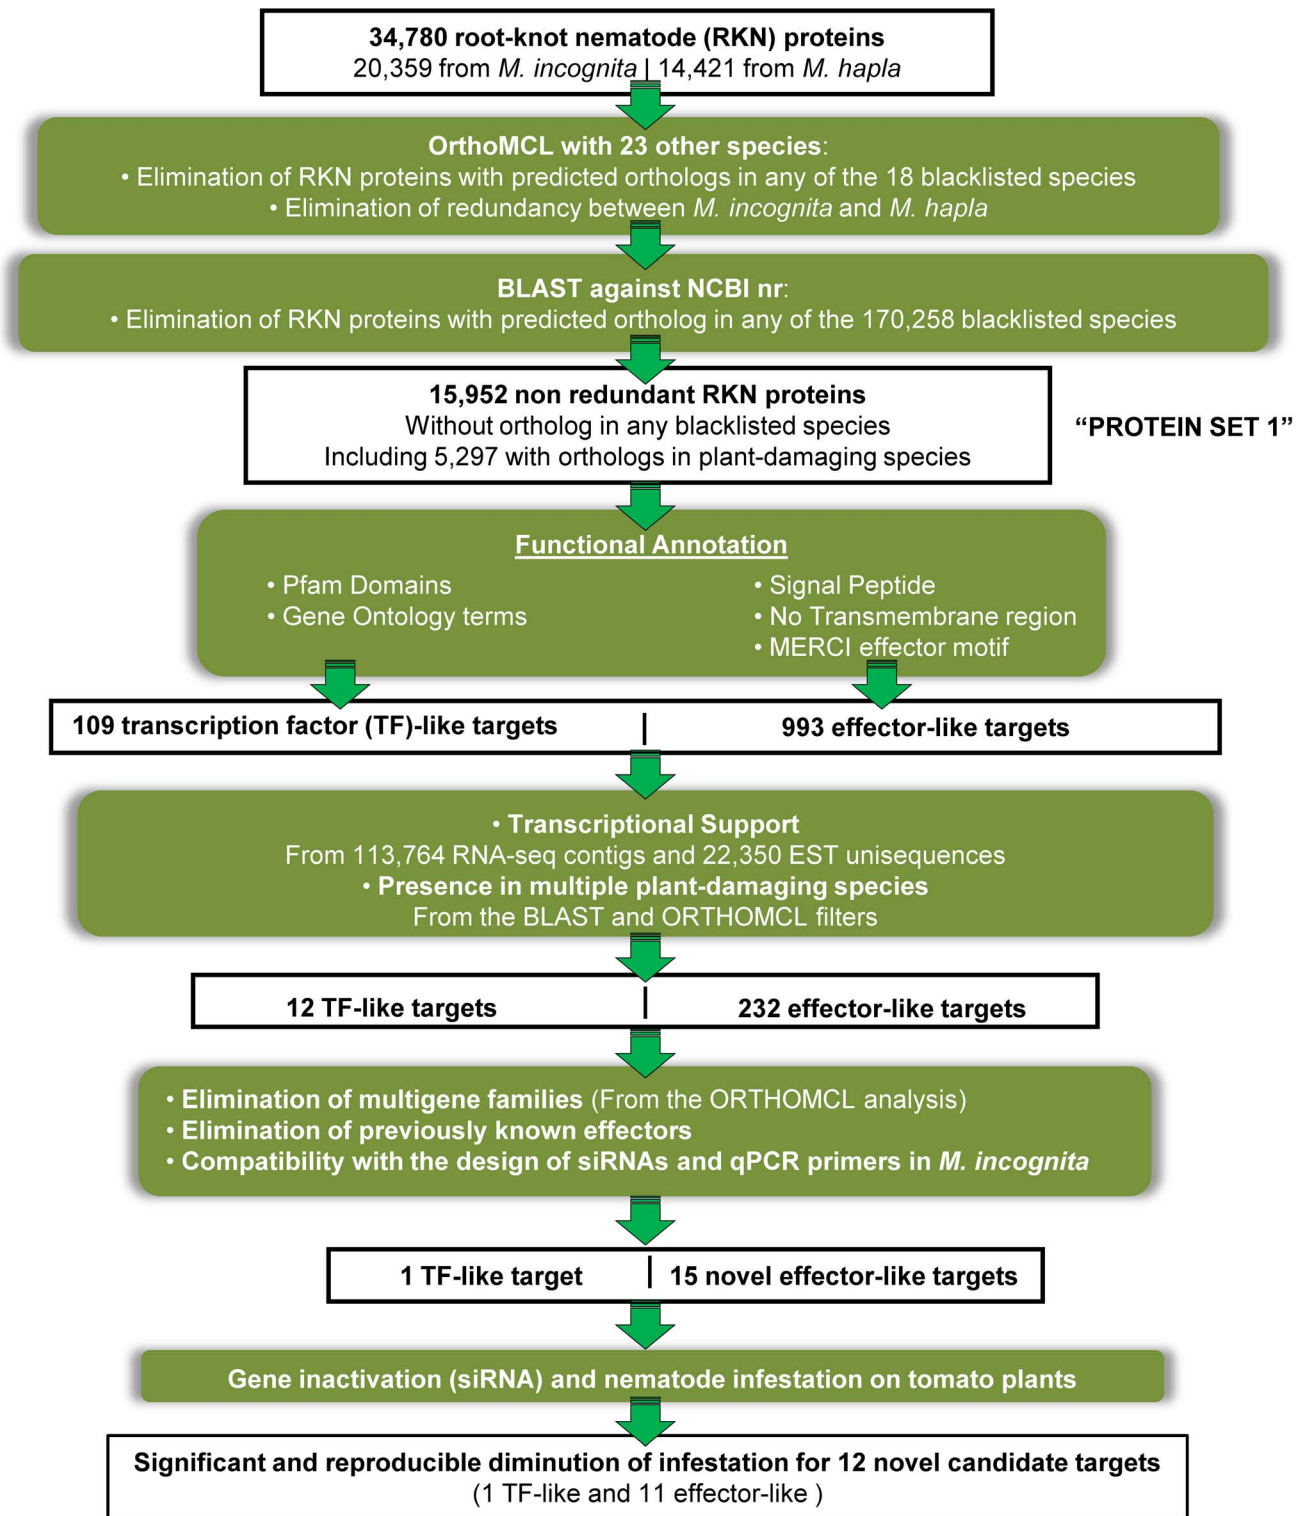 34,780 root-knot nematode (RKN) proteins
20,359 from M. incognita | 14,421 from M. hapla
OrthoMCL with 23 other species:
• Elimination of RKN proteins with predicted orthologs in any of the 18 blacklisted species
• Elimination of redundancy between M. incognita and M. hapla
BLAST against NCBI nr:
• Elimination of RKN proteins with predicted ortholog in any of the 170,258 blacklisted species
15,952 non redundant RKN proteins
Without ortholog in any blacklisted species
Including 5,297 with orthologs in plant-damaging species
“PROTEIN SET 1”
Functional Annotation
• Pfam Domains
• Gene Ontology terms
• Signal Peptide
• No Transmembrane region
• MERCI effector motif
109 transcription factor (TF)-like targets | 993 effector-like targets
• Transcriptional Support
From 113,764 RNA-seq contigs and 22,350 EST unisequences
• Presence in multiple plant-damaging species
From the BLAST and ORTHOMCL filters
12 TF-like targets | 232 effector-like targets
• Elimination of multigene families (From the ORTHOMCL analysis)
• Elimination of previously known effectors
• Compatibility with the design of siRNAs and qPCR primers in M. incognita
1 TF-like target | 15 novel effector-like targets
Gene inactivation (siRNA) and nematode infestation on tomato plants
Significant and reproducible diminution of infestation for 12 novel candidate targets
(1 TF-like and 11 effector-like )